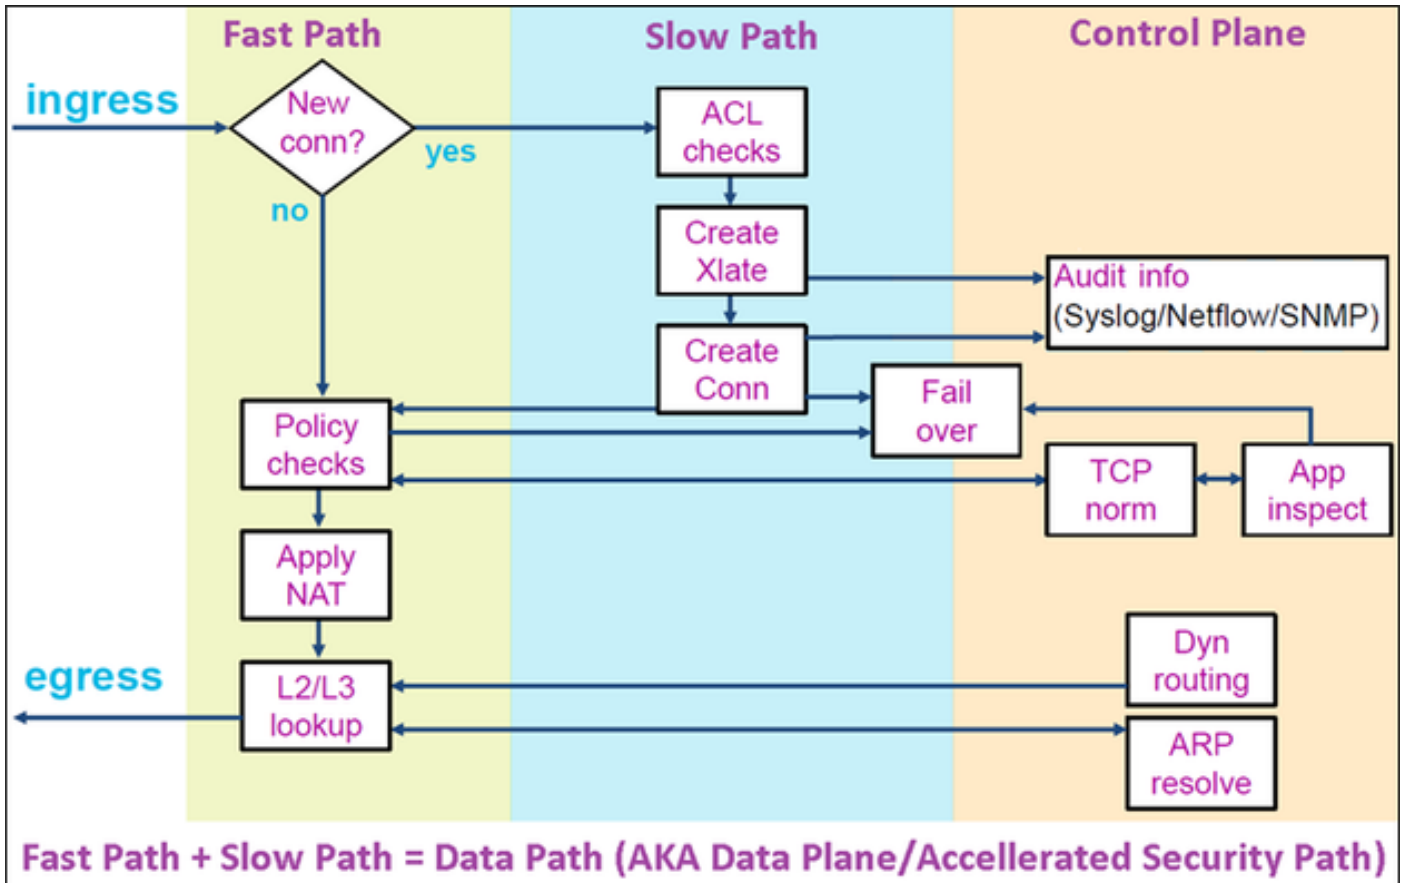 Fast Path
Slow Path
Control Plane
ingress
New
conn?
yes
no
ACL
checks
Create
Xlate
Audit info
(Syslog/Netflow/SNMP)
Create
Conn
Fail
over
Policy
checks
TCP
norm
App
inspect
Apply
NAT
Dyn
routing
egress
L2/L3
lookup
ARP
resolve
Fast Path + Slow Path = Data Path (AKA Data Plane/Accellerated Security Path)